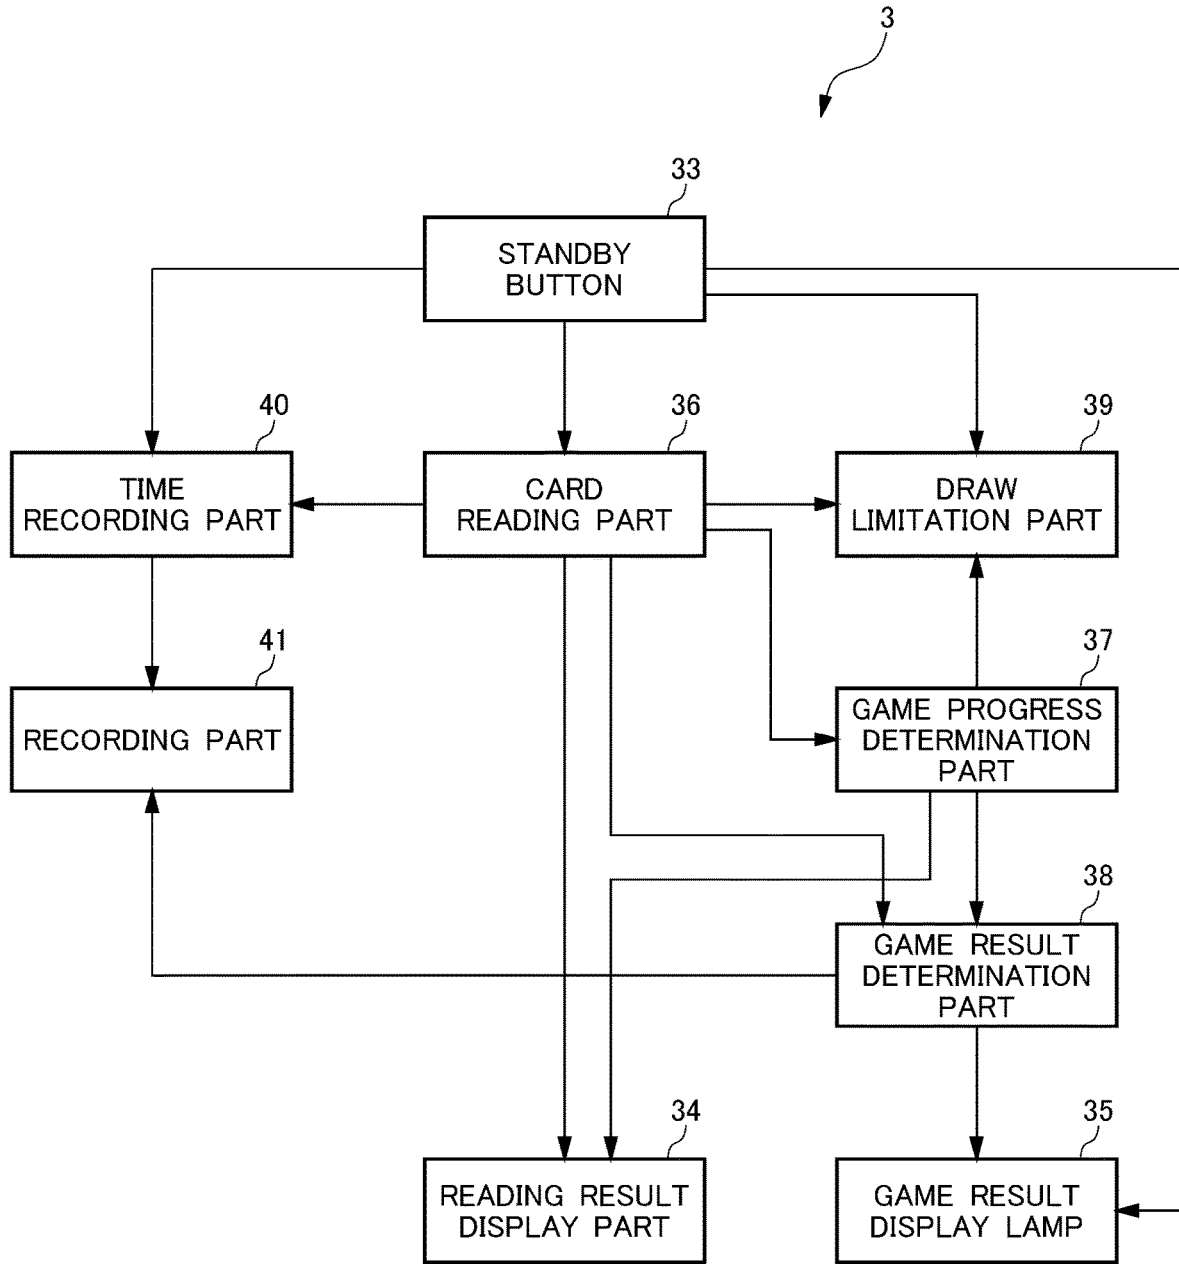 3
33
STANDBY
BUTTON
40
TIME
RECORDING PART
36
CARD
READING PART
39
DRAW
LIMITATION PART
41
RECORDING PART
37
GAME PROGRESS
DETERMINATION
PART
38
GAME RESULT
DETERMINATION
PART
34
READING RESULT
DISPLAY PART
35
GAME RESULT
DISPLAY LAMP